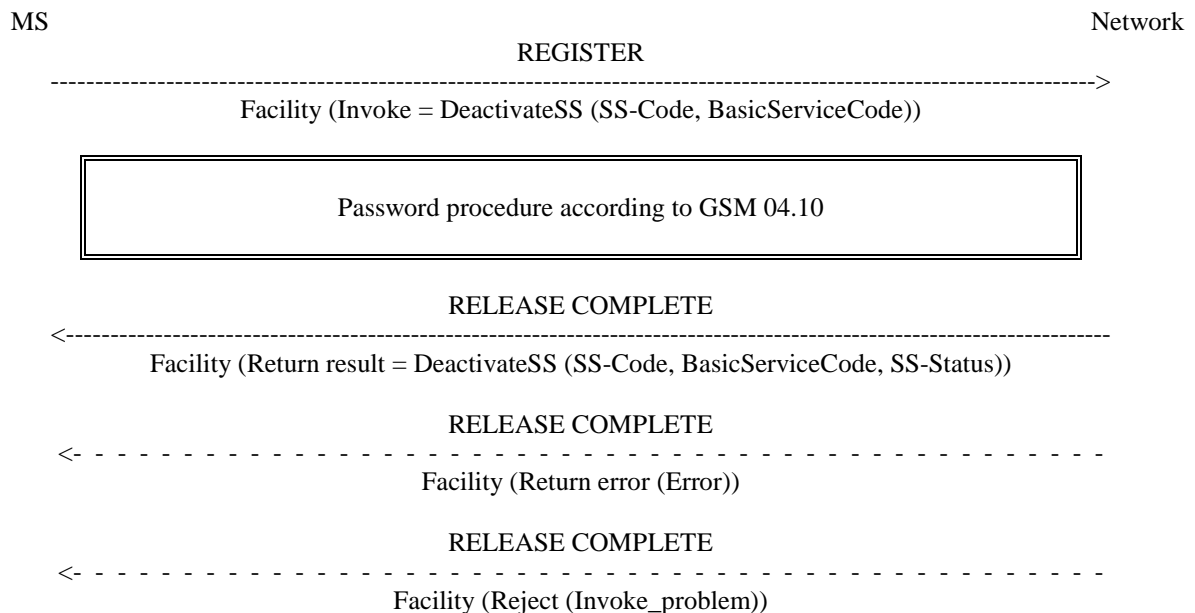 MS Network
REGISTER
Facility (Invoke = DeactivateSS (SS-Code, BasicServiceCode))
Password procedure according to GSM 04.10
RELEASE COMPLETE
Facility (Return result = DeactivateSS (SS-Code, BasicServiceCode, SS-Status))
RELEASE COMPLETE
Facility (Return error (Error))
RELEASE COMPLETE
Facility (Reject (Invoke_problem))